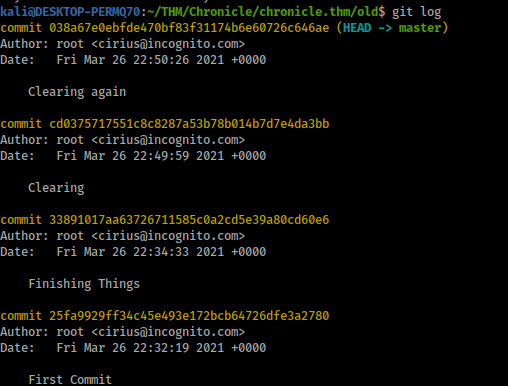 kali@DESKTOP-PERMQ70:~/THM/Chronicle/chronicle.thm/old$ git log
commit 038a67e0ebfde470bf83f31174b6e60726c646ae (HEAD -> master)
Author: root <cirius@incognito.com>
Date:   Fri Mar 26 22:50:26 2021 +0000
    Clearing again
commit cd0375717551c8c8287a53b78b014b7d7e4da3bb
Author: root <cirius@incognito.com>
Date:   Fri Mar 26 22:49:59 2021 +0000
    Clearing
commit 33891017aa63726711585c0a2cd5e39a80cd60e6
Author: root <cirius@incognito.com>
Date:   Fri Mar 26 22:34:33 2021 +0000
    Finishing Things
commit 25fa9929ff34c45e493e172bcb64726dfe3a2780
Author: root <cirius@incognito.com>
Date:   Fri Mar 26 22:32:19 2021 +0000
    First Commit